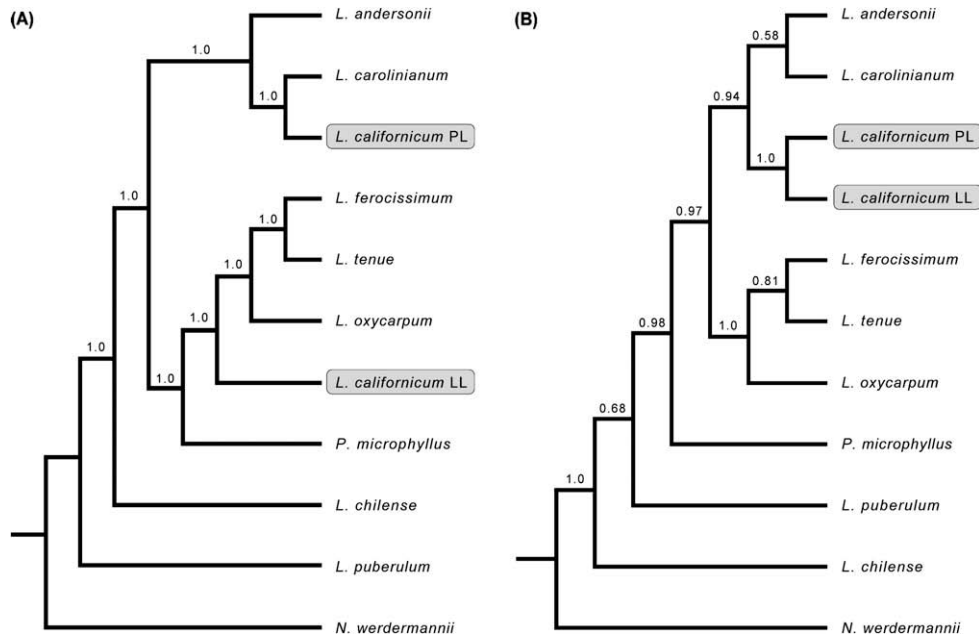 (A)
L. andersonii
1.0
L. carolinianum
1.0
L. californicum PL
1.0
L. ferocissimum
1.0
L. tenue
1.0
L. oxycarpum
1.0
1.0
L. californicum LL
1.0
P. microphyllus
L. chilense
L. puberulum
N. werdermannii
(B)
L. andersonii
0.58
L. carolinianum
0.94
L. californicum PL
1.0
L. californicum LL
0.97
L. ferocissimum
0.81
L. tenue
1.0
0.98
L. oxycarpum
0.68
P. microphyllus
1.0
L. puberulum
L. chilense
N. werdermannii